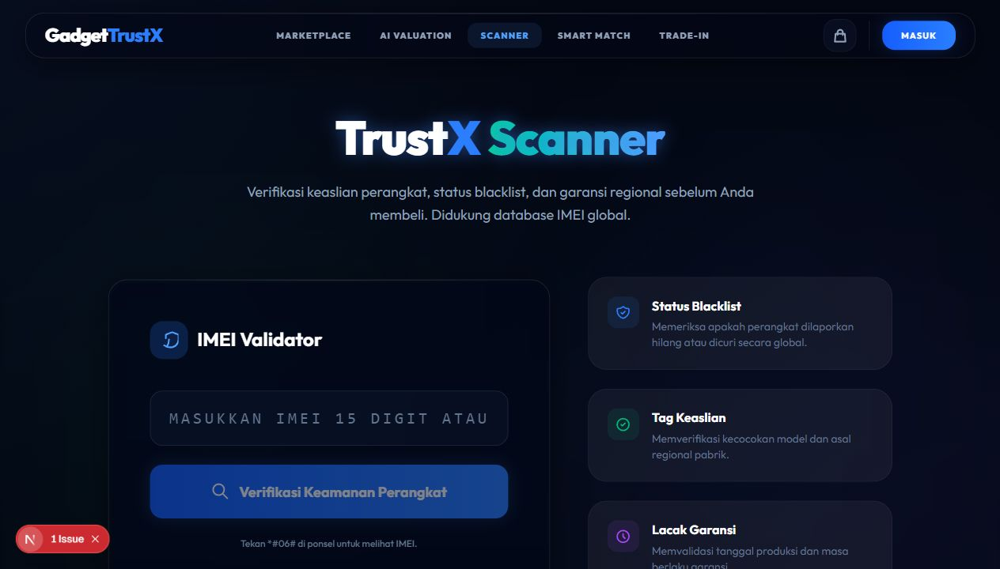 GadgetTrustX
MARKETPLACE
AI VALUATION
SCANNER
SMART MATCH
TRADE-IN
MASUK
TrustX Scanner
Verifikasi keaslian perangkat, status blacklist, dan garansi regional sebelum Anda
membeli. Didukung database IMEI global.
IMEI Validator
MASUKKAN IMEI 15 DIGIT ATAU
Verifikasi Keamanan Perangkat
Tekan *#06# di ponsel untuk melihat IMEI.
Status Blacklist
Memeriksa apakah perangkat dilaporkan
hilang atau dicuri secara global.
Tag Keaslian
Memverifikasi kecocokan model dan asal
regional pabrik.
Lacak Garansi
Memvalidasi tanggal produksi dan masa
berlaku garansi.
N 1 Issue